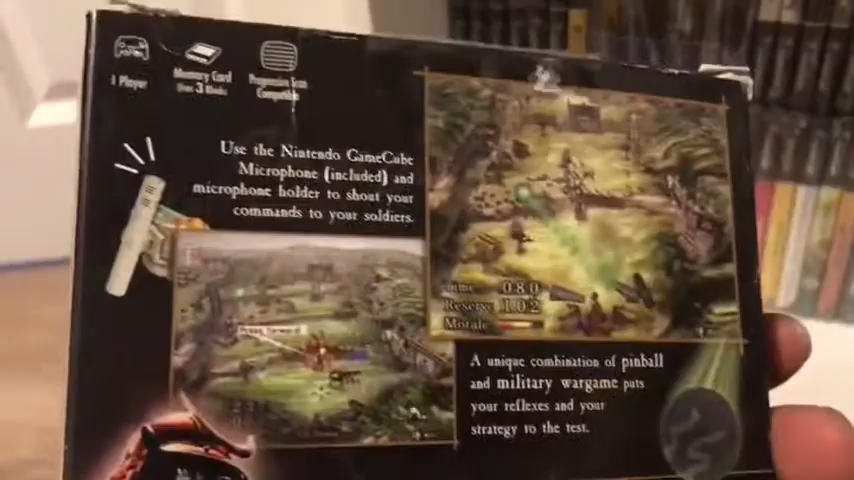 1 Player
Memory Card
Uses 3 Blocks
Progressive Scan
Compatible
Use the Nintendo GameCube
Microphone (included) and
microphone holder to shout your
commands to your soldiers.
Press forward
Time 080
Reserve 102
Morale
A unique combination of pinball
and military wargame puts
your reflexes and your
strategy to the test.